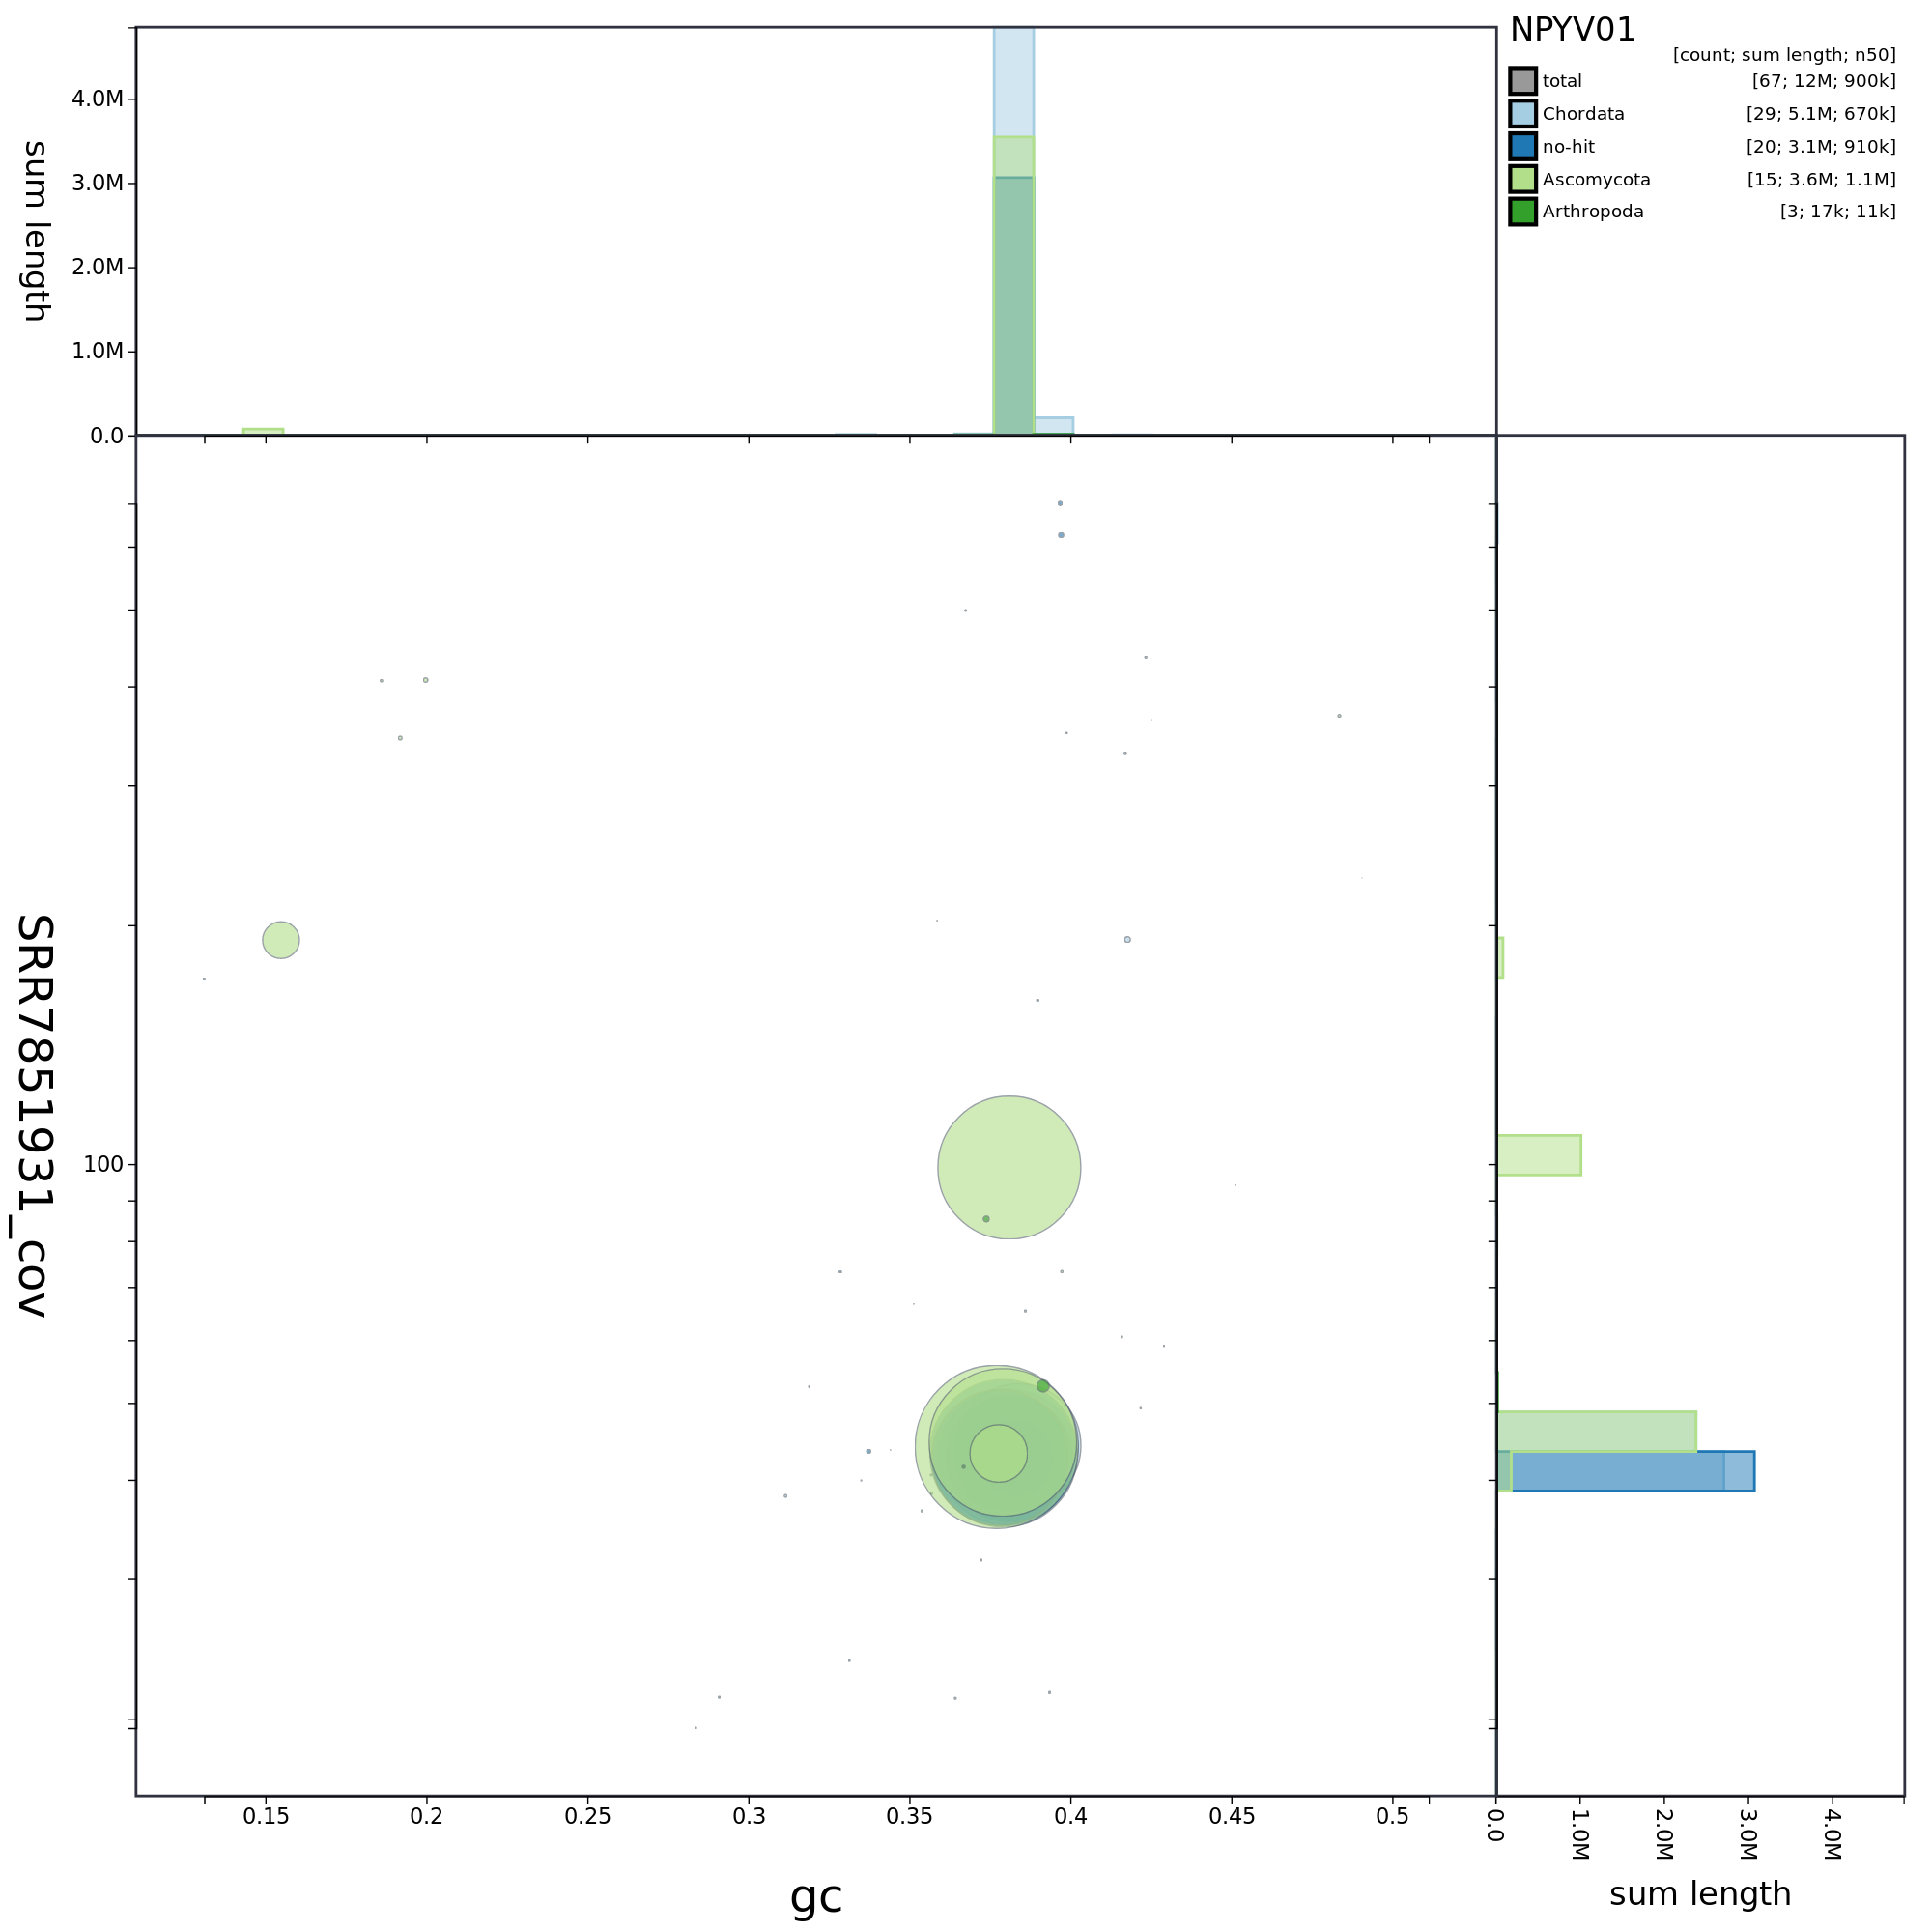 NPYV01
[count; sum length; n50]
total [67; 12M; 900k]
Chordata [29; 5.1M; 670k]
no-hit [20; 3.1M; 910k]
Ascomycota [15; 3.6M; 1.1M]
Arthropoda [3; 17k; 11k]
sum length
4.0M
3.0M
2.0M
1.0M
0.0
SRR7851931_cov
100
0.15 0.2 0.25 0.3 0.35 0.4 0.45 0.5
gc
0.0 1.0M 2.0M 3.0M 4.0M
sum length